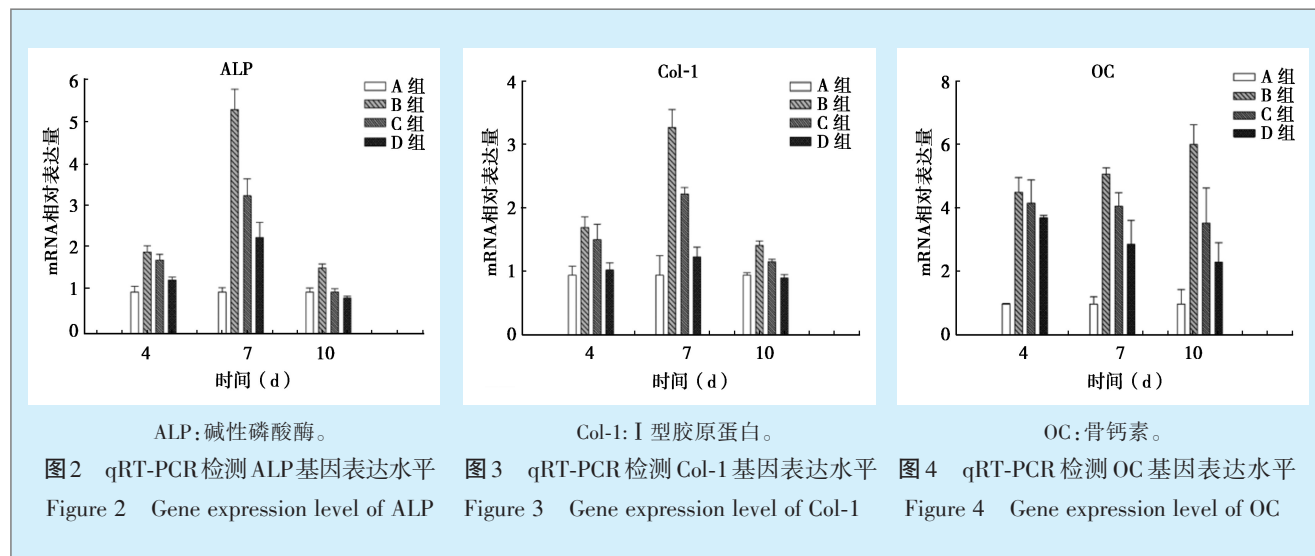 ALP
6
5
4
3
2
1
0
mRNA相对表达量
A 组
B 组
C 组
D 组
4 7 10
时间（d）
ALP:碱性磷酸酶。
图2 qRT-PCR检测ALP基因表达水平
Figure 2 Gene expression level of ALP
Col-1
4
3
2
1
0
mRNA相对表达量
A 组
B 组
C 组
D 组
4 7 10
时间（d）
Col-1:Ⅰ型胶原蛋白。
图3 qRT-PCR检测Col-1基因表达水平
Figure 3 Gene expression level of Col-1
OC
8
6
4
2
0
mRNA相对表达量
A 组
B 组
C 组
D 组
4 7 10
时间（d）
OC:骨钙素。
图4 qRT-PCR检测OC基因表达水平
Figure 4 Gene expression level of OC